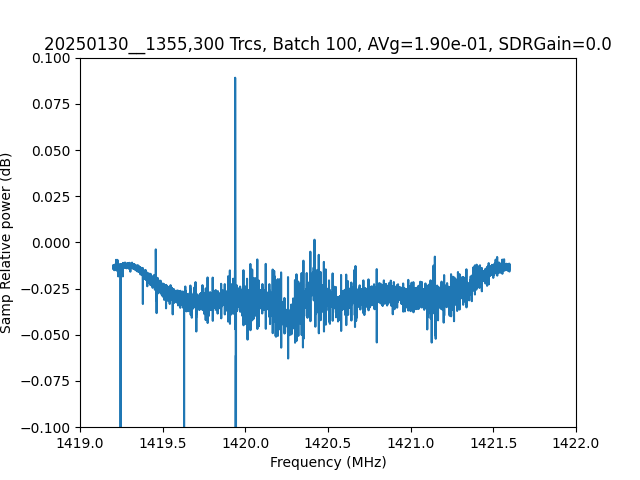 20250130__1355,300 Trcs, Batch 100, AVg=1.90e-01, SDRGain=0.0
0.100
0.075
0.050
0.025
0.000
−0.025
−0.050
−0.075
−0.100
Samp Relative power (dB)
1419.0 1419.5 1420.0 1420.5 1421.0 1421.5 1422.0
Frequency (MHz)